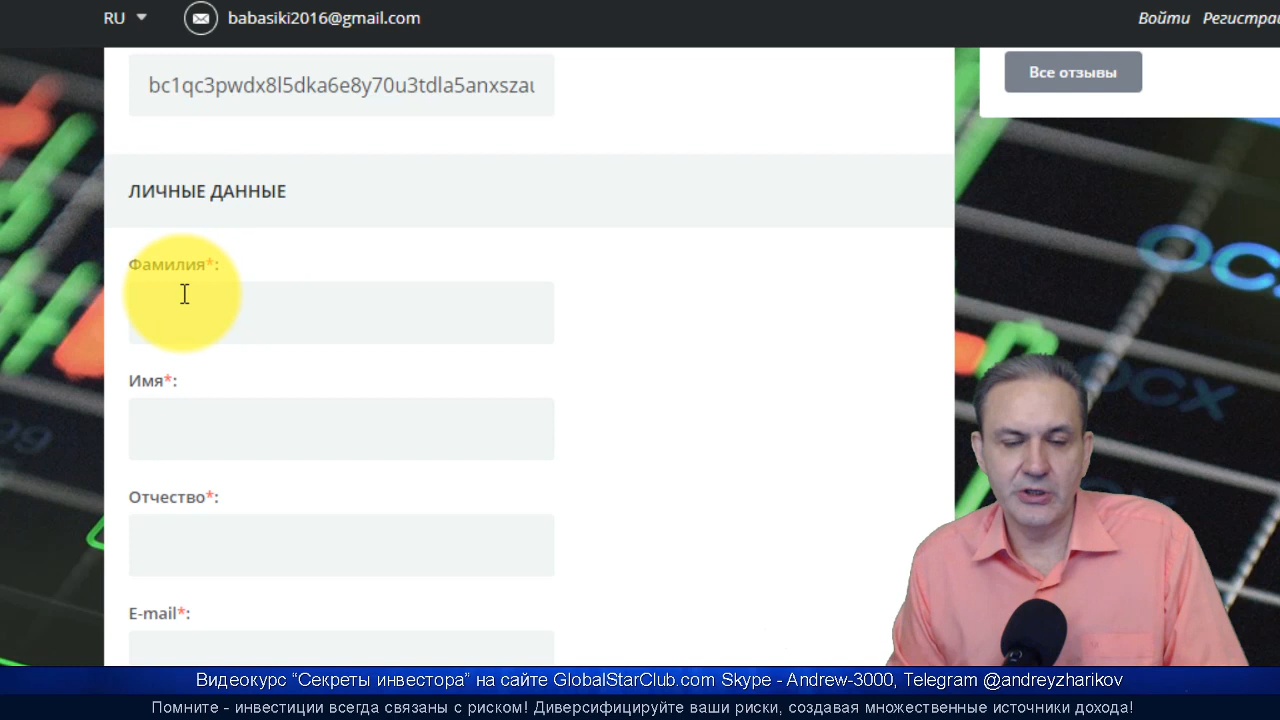 RU
babasiki2016@gmail.com
Войти Регистрац
Все отзывы
bc1qc3pwdx8l5dka6e8y70u3tdla5anxszau
ЛИЧНЫЕ ДАННЫЕ
Фамилия*:
Имя*:
Отчество*:
E-mail*:
Видеокурс “Секреты инвестора” на сайте GlobalStarClub.com Skype - Andrew-3000, Telegram @andreyzharikov
Помните - инвестиции всегда связаны с риском! Диверсифицируйте ваши риски, создавая множественные источники дохода!